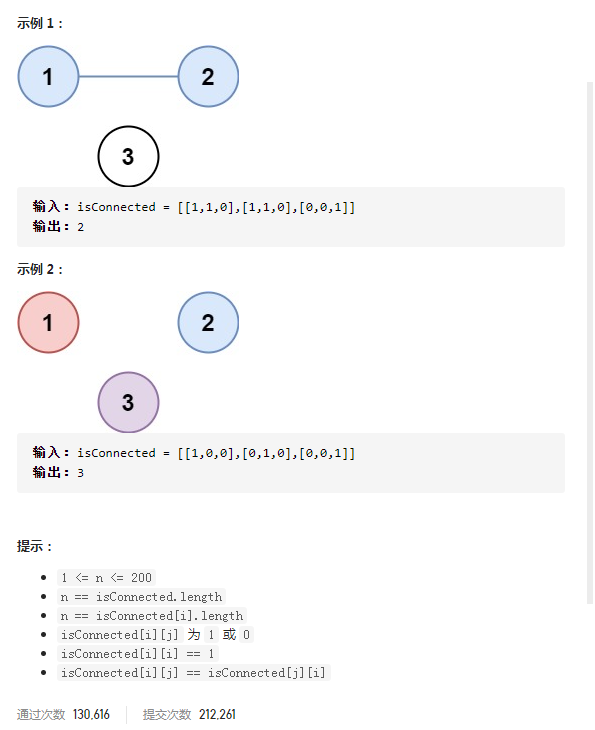 示例 1：
1
2
3
输入：isConnected = [[1,1,0],[1,1,0],[0,0,1]]
输出：2
示例 2：
1
2
3
输入：isConnected = [[1,0,0],[0,1,0],[0,0,1]]
输出：3
提示：
1 <= n <= 200
n == isConnected.length
n == isConnected[i].length
isConnected[i][j] 为 1 或 0
isConnected[i][i] == 1
isConnected[i][j] == isConnected[j][i]
通过次数 130,616 提交次数 212,261